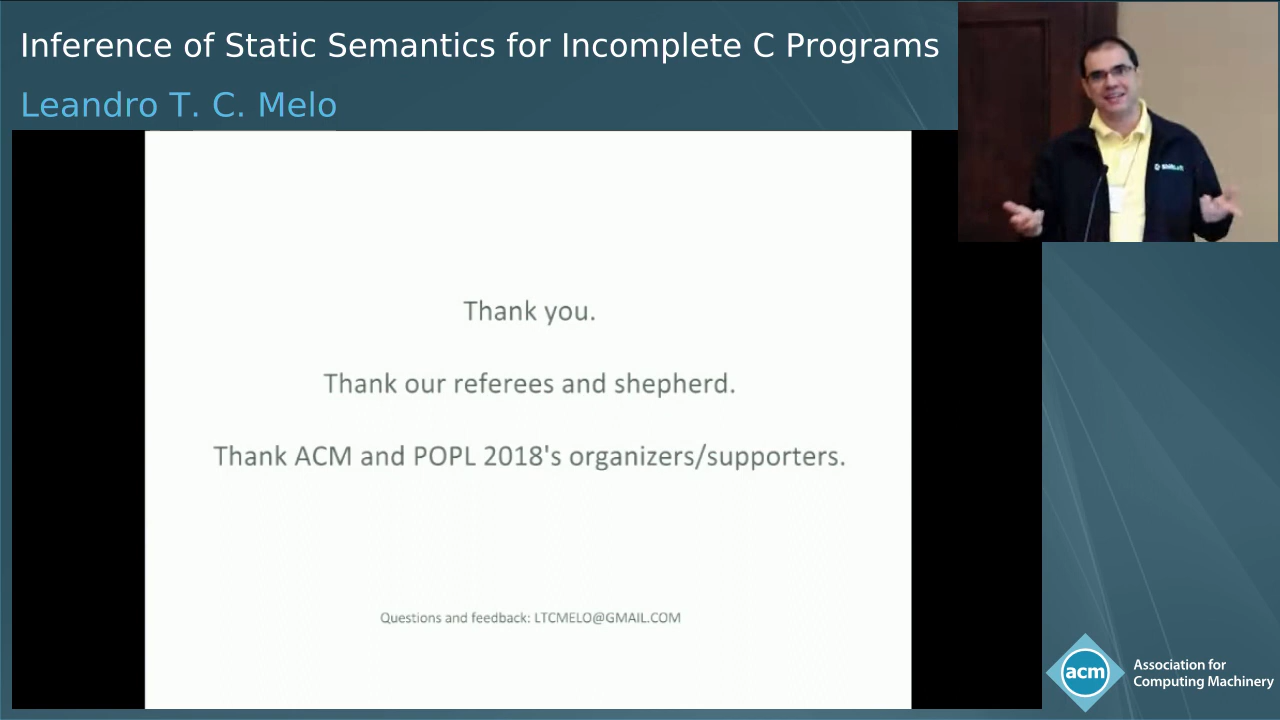 Inference of Static Semantics for Incomplete C Programs
Leandro T. C. Melo
Thank you.
Thank our referees and shepherd.
Thank ACM and POPL 2018's organizers/supporters.
Questions and feedback: LTCMELO@GMAIL.COM
acm
Association for
Computing Machinery